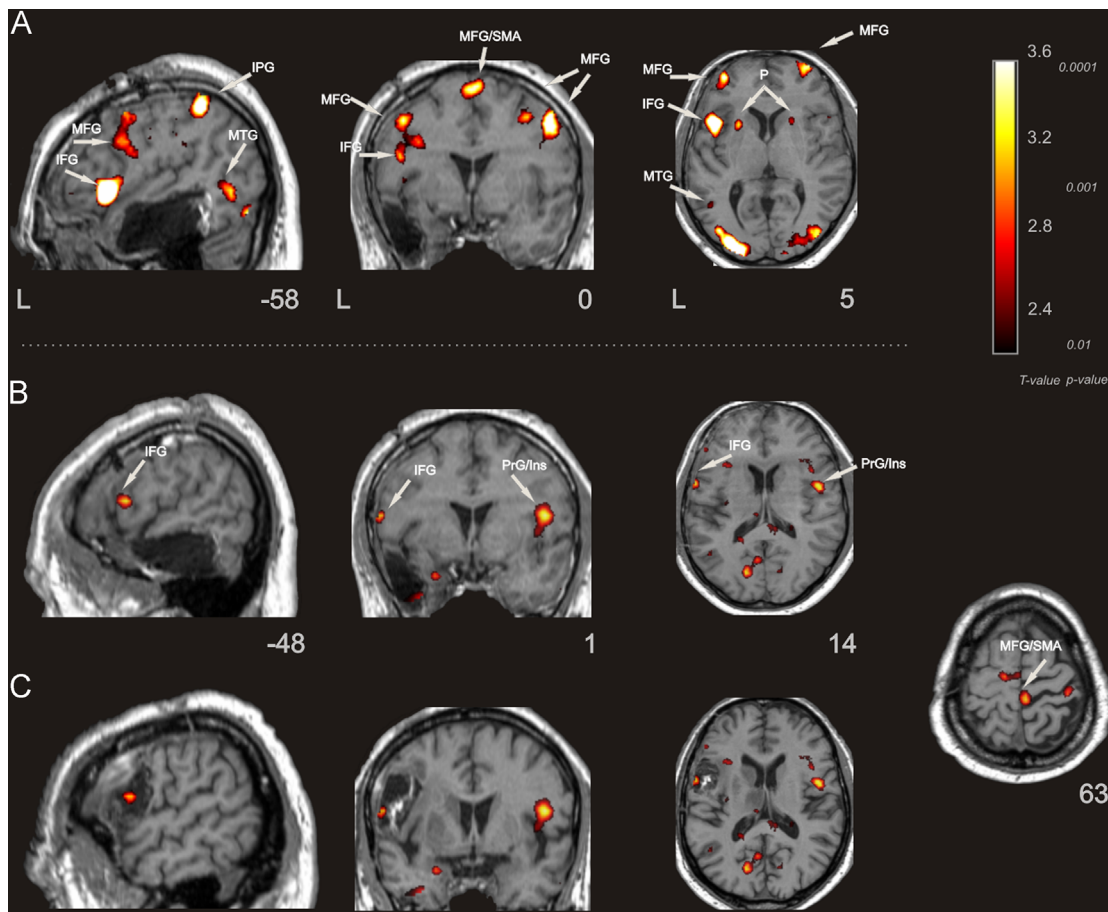 A
MFG/SMA
MFG
IPG
MFG
MFG
P
MFG
IFG
MTG
IFG
IFG
MTG
L
-58
L
0
L
5
3.6
0.0001
3.2
0.001
2.8
2.4
0.01
T-value p-value
B
IFG
IFG
PrG/Ins
IFG
PrG/Ins
-48
1
14
MFG/SMA
63
C
MFG